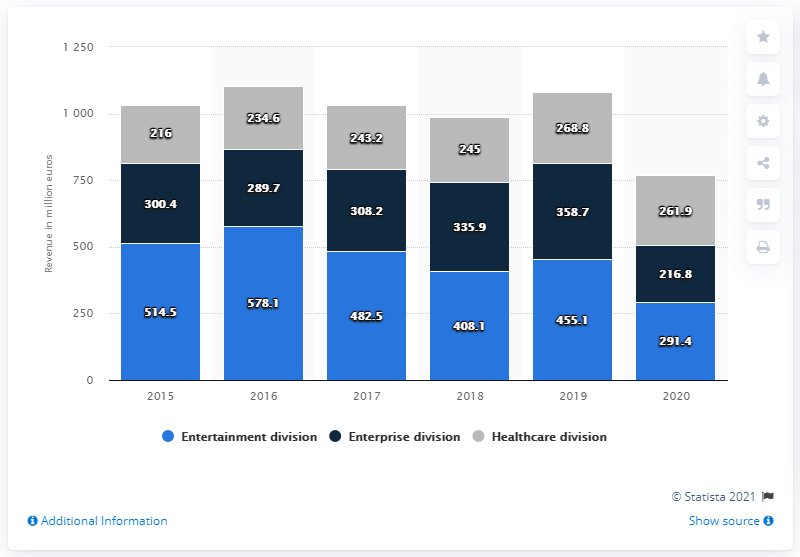 1 250
1 000
750
500
250
0
Revenue in million euros
216 234.6 243.2 245 268.8 261.9
300.4 289.7 308.2 335.9 358.7 216.8
514.5 578.1 482.5 408.1 455.1 291.4
2015 2016 2017 2018 2019 2020
Entertainment division Enterprise division Healthcare division
© Statista 2021
Additional Information Show source